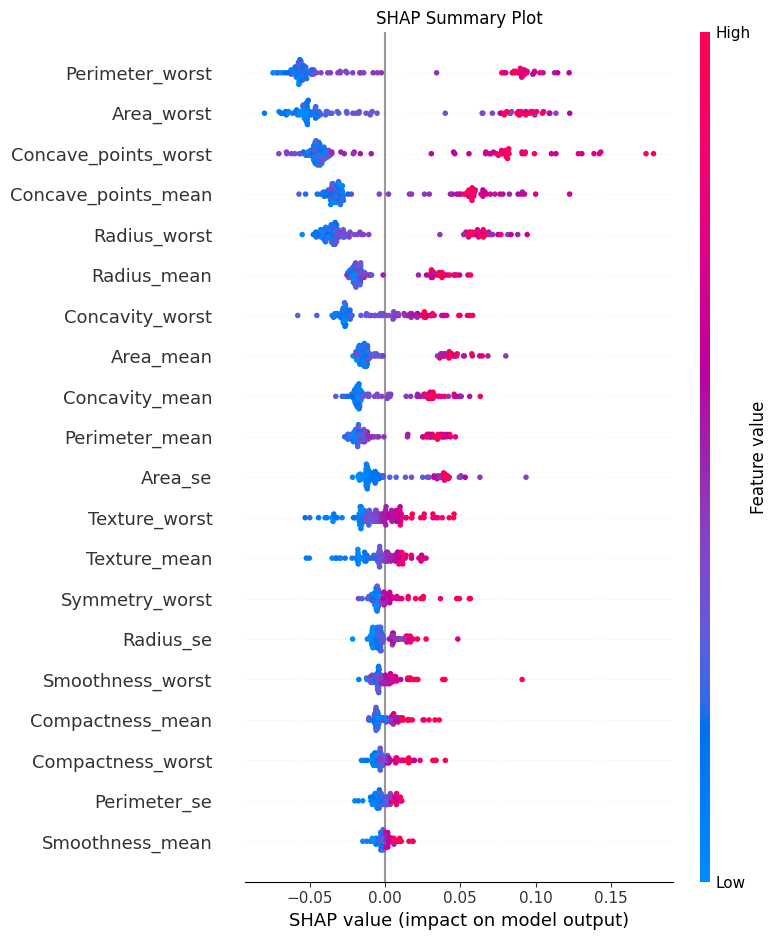 SHAP Summary Plot
High
Perimeter_worst
Area_worst
Concave_points_worst
Concave_points_mean
Radius_worst
Radius_mean
Concavity_worst
Area_mean
Concavity_mean
Perimeter_mean
Area_se
Texture_worst
Texture_mean
Symmetry_worst
Radius_se
Smoothness_worst
Compactness_mean
Compactness_worst
Perimeter_se
Smoothness_mean
Feature value
Low
−0.05 0.00 0.05 0.10 0.15
SHAP value (impact on model output)